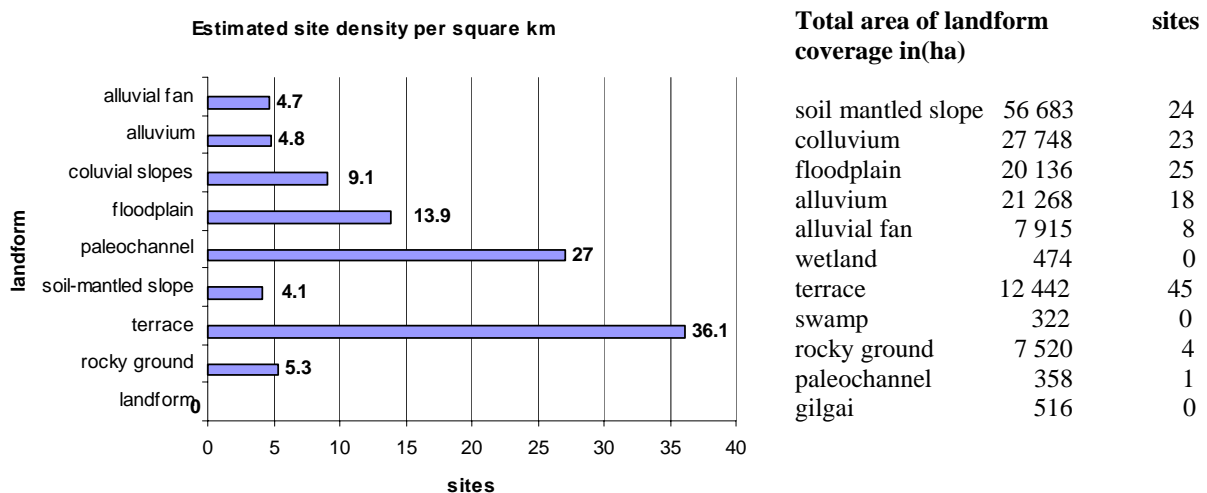 Estimated site density per square km
landform
alluvial fan 4.7
alluvium 4.8
coluvial slopes 9.1
floodplain 13.9
paleochannel 27
soil-mantled slope 4.1
terrace 36.1
rocky ground 5.3
landform 0
0 5 10 15 20 25 30 35 40
sites
Total area of landform sites
coverage in(ha)
soil mantled slope 56 683 24
colluvium 27 748 23
floodplain 20 136 25
alluvium 21 268 18
alluvial fan 7 915 8
wetland 474 0
terrace 12 442 45
swamp 322 0
rocky ground 7 520 4
paleochannel 358 1
gilgai 516 0